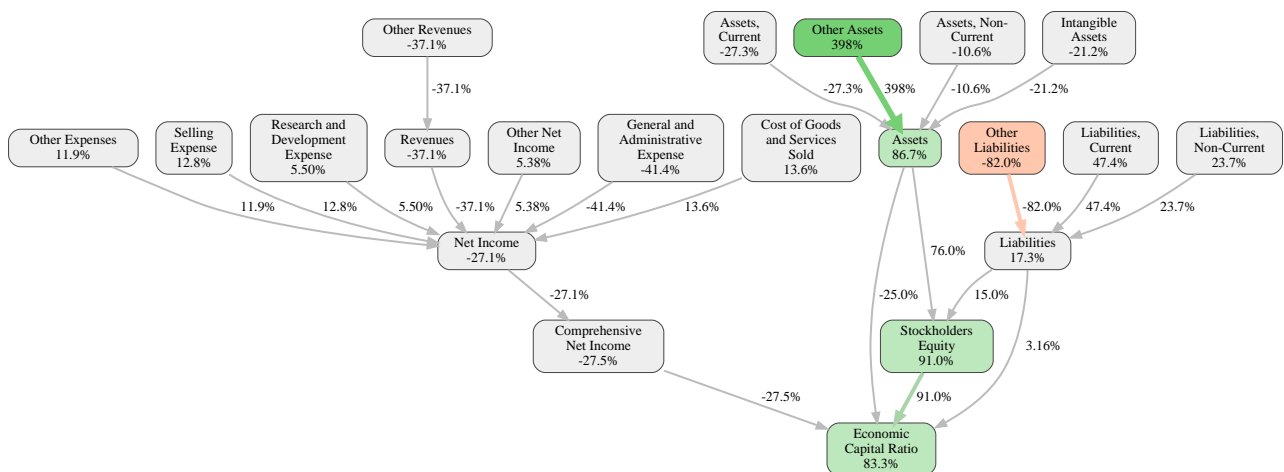 Other Revenues
-37.1%
Assets,
Current
-27.3%
Other Assets
398%
Assets, Non-
Current
-10.6%
Intangible
Assets
-21.2%
-37.1%
-27.3%
398%
-10.6%
-21.2%
Other Expenses
11.9%
Selling
Expense
12.8%
Research and
Development
Expense
5.50%
Revenues
-37.1%
Other Net
Income
5.38%
General and
Administrative
Expense
-41.4%
Cost of Goods
and Services
Sold
13.6%
Assets
86.7%
Other
Liabilities
-82.0%
Liabilities,
Current
47.4%
Liabilities,
Non-Current
23.7%
11.9%
12.8%
5.50%
-37.1%
5.38%
-41.4%
13.6%
-82.0%
47.4%
23.7%
Net Income
-27.1%
76.0%
Liabilities
17.3%
-27.1%
-25.0%
15.0%
Comprehensive
Net Income
-27.5%
Stockholders
Equity
91.0%
3.16%
-27.5%
91.0%
Economic
Capital Ratio
83.3%